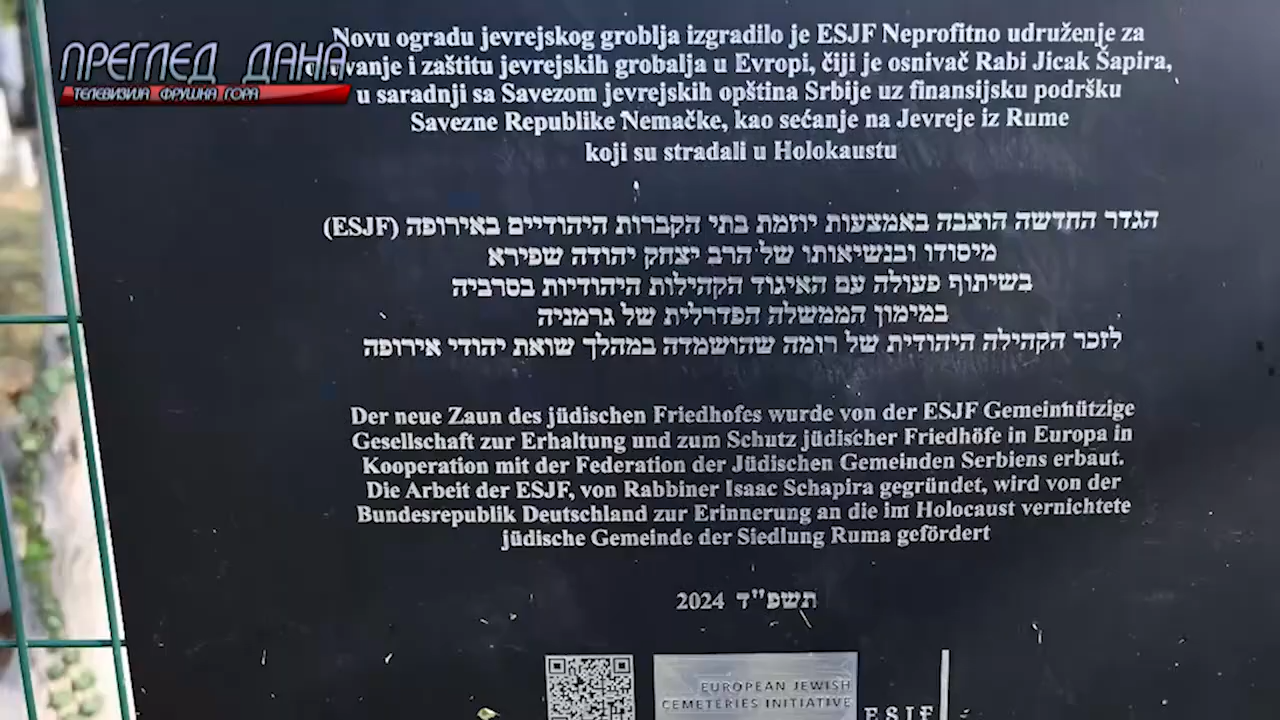 ПРЕГЛЕД ДАНА
ТЕЛЕВИЗИЈА ФРУШКА ГОРА
Novu ogradu jevrejskog groblja izgradilo je ESJF Neprofitno udruženje za
i zaštitu jevrejskih grobalja u Evropi, čiji je osnivač Rabi Jicak Šapira,
u saradnji sa Savezom jevrejskih opština Srbije uz finansijsku podršku
Savezne Republike Nemačke, kao sećanje na Jevreje iz Rume
koji su stradali u Holokaustu
הגדר החדשה הוצבה באמצעות יוזמת בתי הקברות היהודיים באירופה (ESJF)
מיסודו ובנשיאותו של הרב יצחק יהודה שפירא
בשיתוף פעולה עם האיגוד הקהילות היהודיות בסרביה
במימון הממשלה הפדרלית של גרמניה
לזכר הקהילה היהודית של רומה שהושמדה במהלך שואת יהודי אירופה
Der neue Zaun des jüdischen Friedhofes wurde von der ESJF Gemeinnützige
Gesellschaft zur Erhaltung und zum Schutz jüdischer Friedhöfe in Europa in
Kooperation mit der Federation der Jüdischen Gemeinden Serbiens erbaut.
Die Arbeit der ESJF, von Rabbiner Isaac Schapira gegründet, wird von der
Bundesrepublik Deutschland zur Erinnerung an die im Holocaust vernichtete
jüdische Gemeinde der Siedlung Ruma gefördert
2024 תשפ"ד
EUROPEAN JEWISH
CEMETERIES INITIATIVE
ESJF